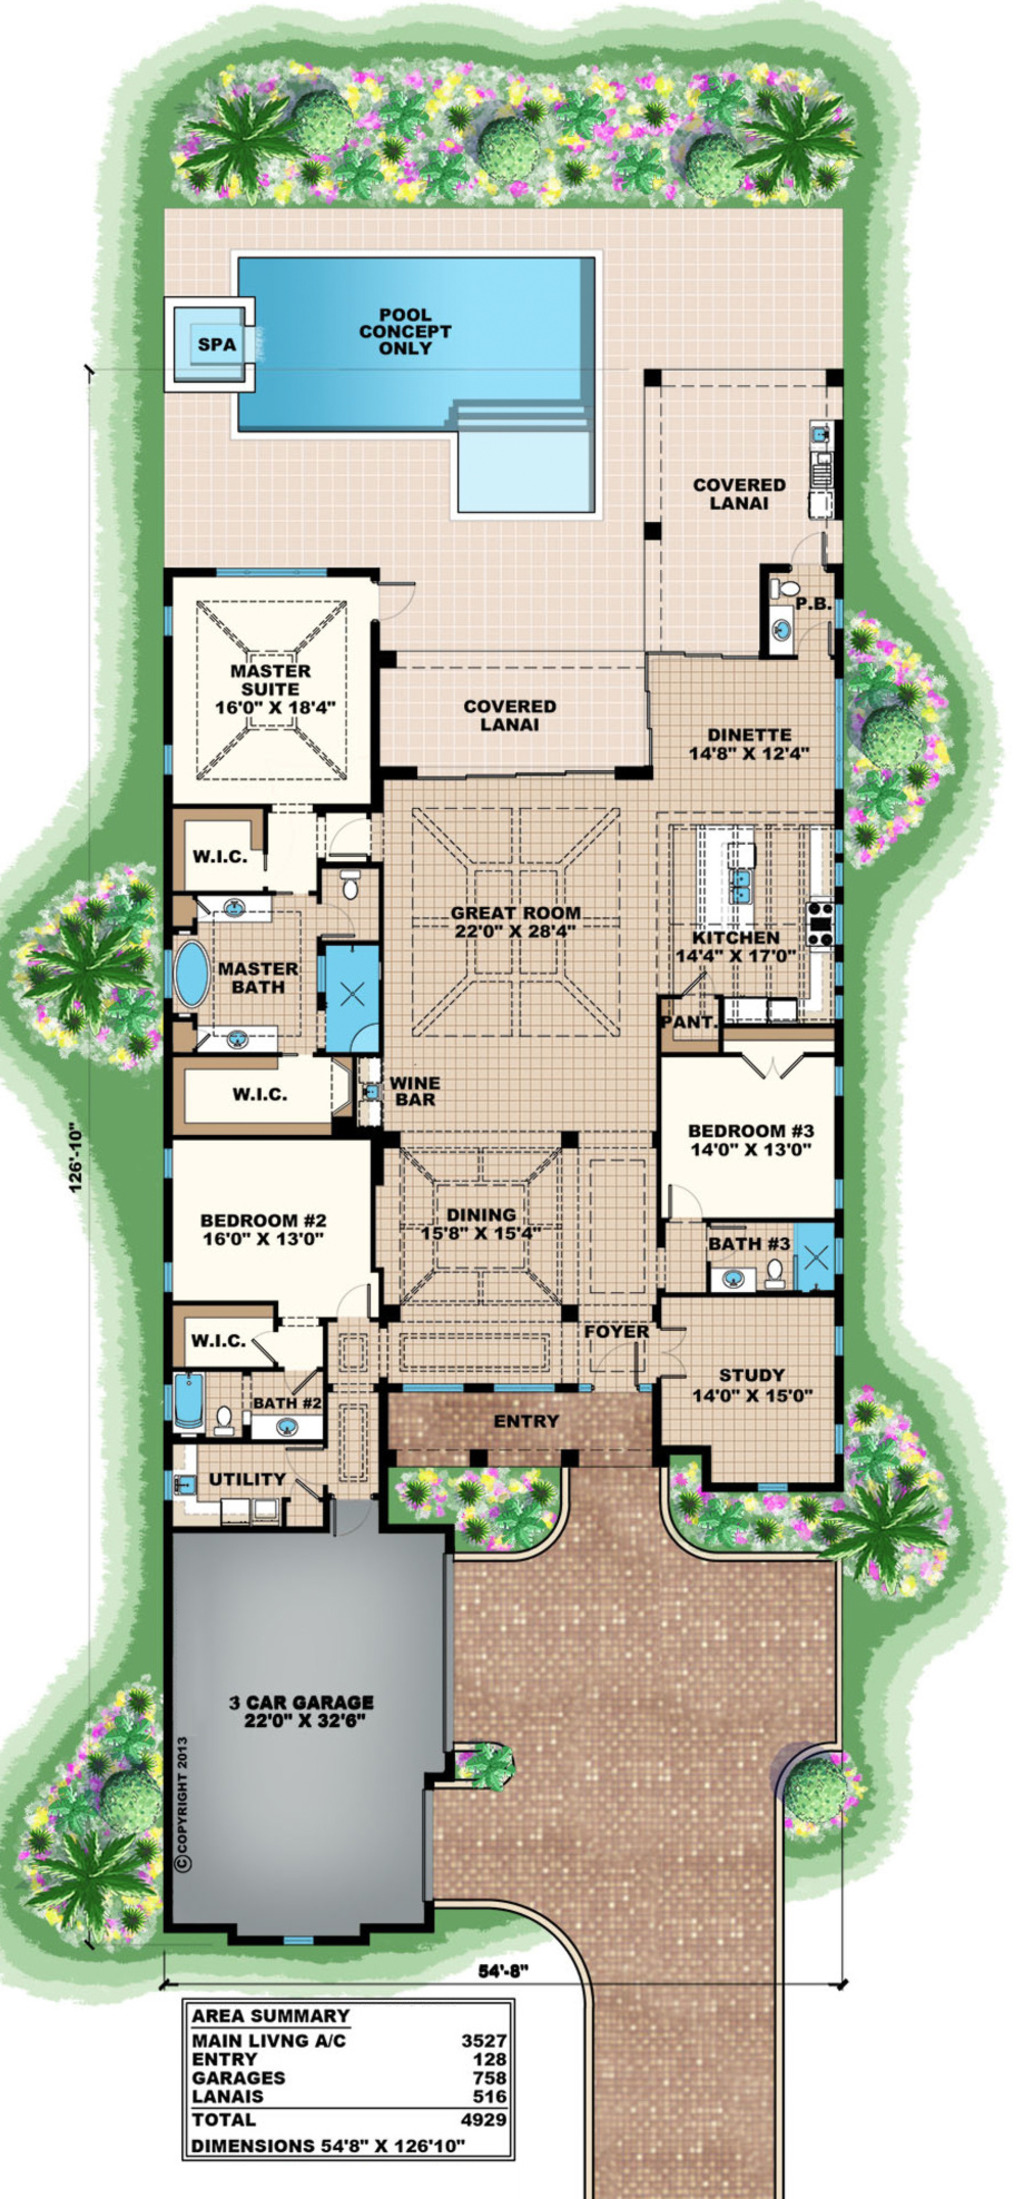 POOL
CONCEPT
ONLY
SPA
COVERED
LANAI
P.B.
MASTER
SUITE
16'0" X 18'4"
COVERED
LANAI
DINETTE
14'8" X 12'4"
W.I.C.
GREAT ROOM
22'0" X 28'4"
KITCHEN
14'4" X 17'0"
MASTER
BATH
PANT.
W.I.C.
WINE
BAR
BEDROOM #3
14'0" X 13'0"
126'-10"
BEDROOM #2
16'0" X 13'0"
DINING
15'8" X 15'4"
BATH #3
W.I.C.
FOYER
STUDY
14'0" X 15'0"
BATH #2
ENTRY
UTILITY
3 CAR GARAGE
22'0" X 32'6"
©COPYRIGHT 2013
54'-8"
AREA SUMMARY
MAIN LIVNG A/C 3527
ENTRY 128
GARAGES 758
LANAIS 516
TOTAL 4929
DIMENSIONS 54'8" X 126'10"